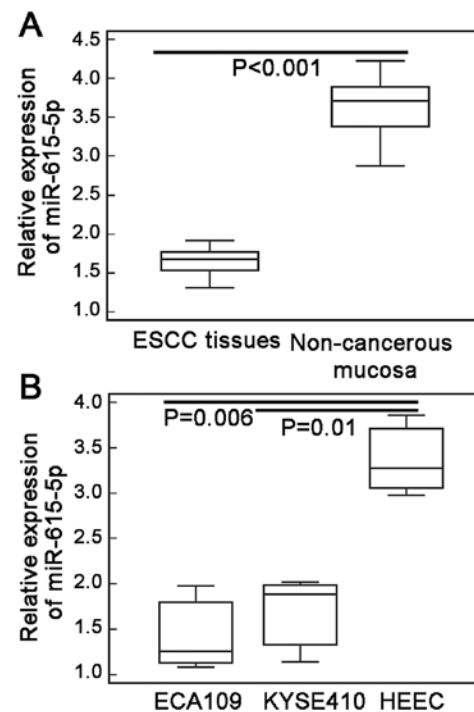 A
Relative expression
of miR-615-5p
4.5
4.0
3.5
3.0
2.5
2.0
1.5
1.0
P<0.001
ESCC tissues
Non-cancerous
mucosa
B
Relative expression
of miR-615-5p
4.0
3.5
3.0
2.5
2.0
1.5
1.0
P=0.006
P=0.01
ECA109
KYSE410
HEEC